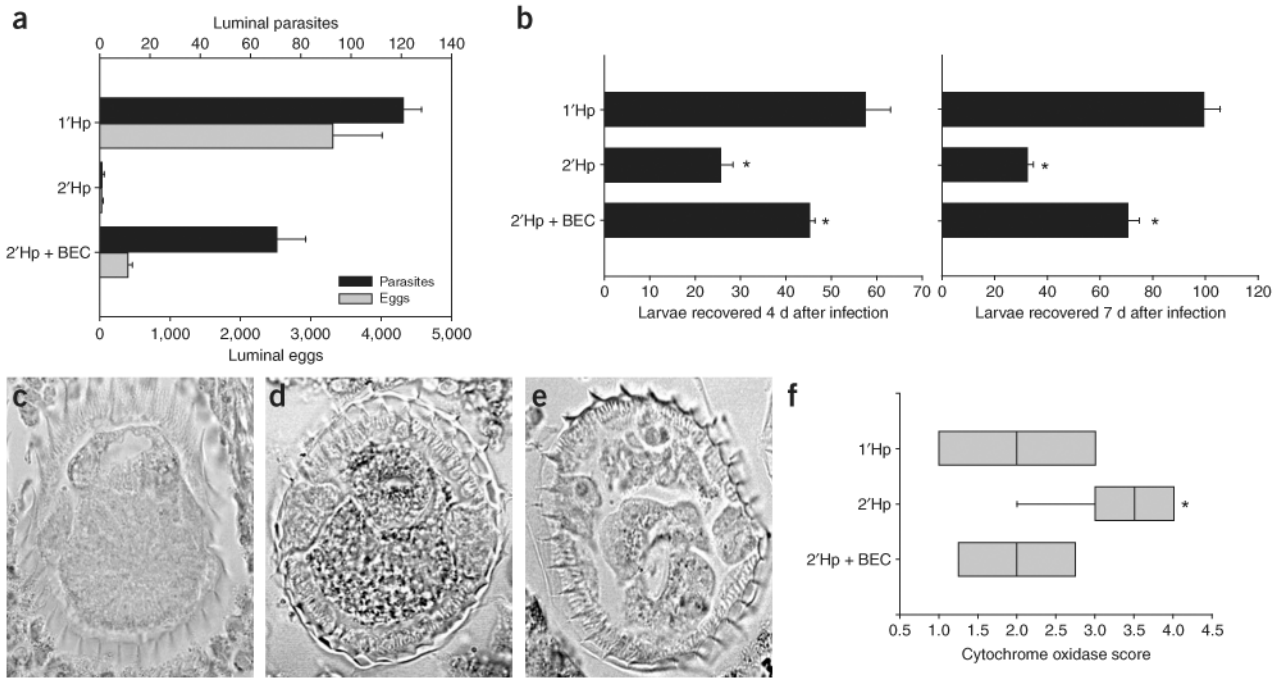 a
Luminal parasites
0 20 40 60 80 100 120 140
1′Hp
2′Hp
2′Hp + BEC
Parasites
Eggs
0 1,000 2,000 3,000 4,000 5,000
Luminal eggs
b
1′Hp
2′Hp *
2′Hp + BEC *
0 10 20 30 40 50 60 70
Larvae recovered 4 d after infection
*
*
0 20 40 60 80 100 120
Larvae recovered 7 d after infection
c
d
e
f
1′Hp
2′Hp *
2′Hp + BEC
0.5 1.0 2.0 3.0 3.5 4.0 4.5
Cytochrome oxidase score